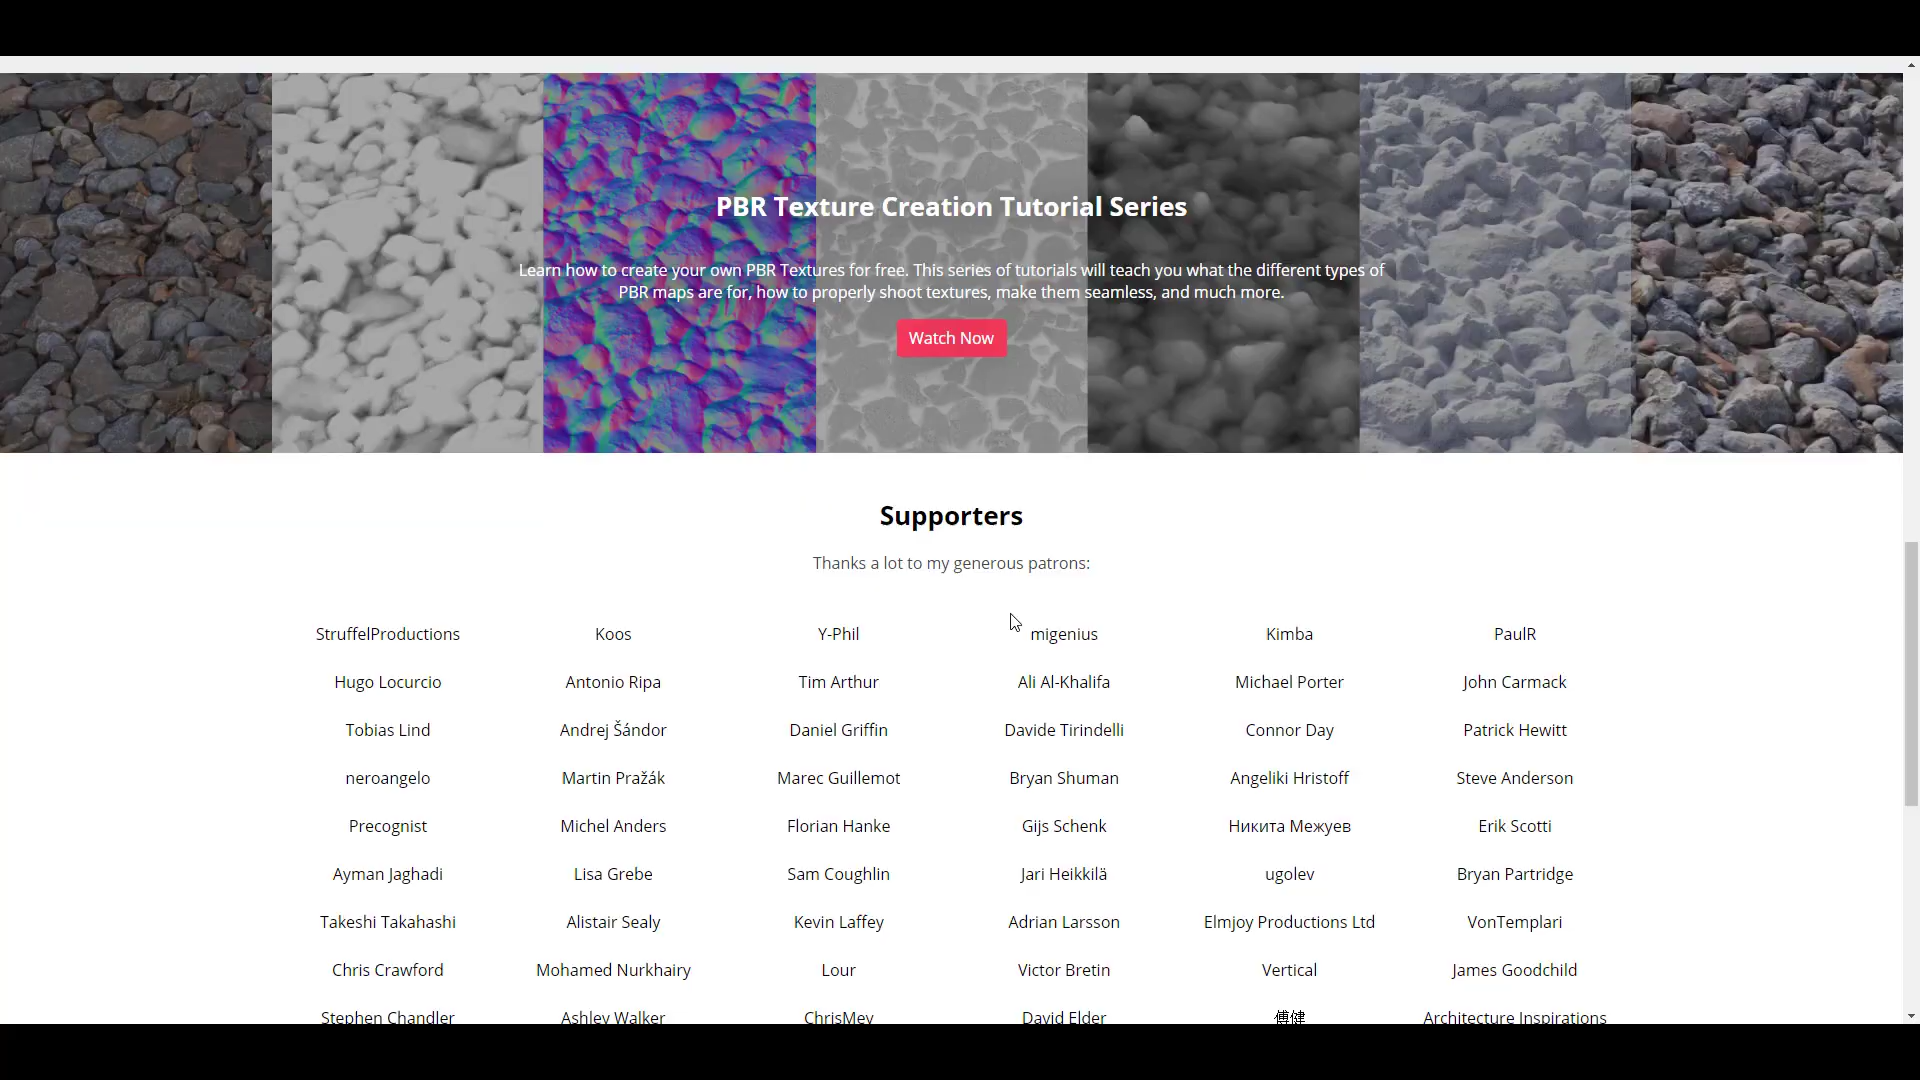 PBR Texture Creation Tutorial Series
Learn how to create your own PBR Textures for free. This series of tutorials will teach you what the different types of
PBR maps are for, how to properly shoot textures, make them seamless, and much more.
Watch Now
Supporters
Thanks a lot to my generous patrons:
StruffelProductions Koos Y-Phil migenius Kimba PaulR
Hugo Locurcio Antonio Ripa Tim Arthur Ali Al-Khalifa Michael Porter John Carmack
Tobias Lind Andrej Šándor Daniel Griffin Davide Tirindelli Connor Day Patrick Hewitt
neroangelo Martin Pražák Marec Guillemot Bryan Shuman Angeliki Hristoff Steve Anderson
Precognist Michel Anders Florian Hanke Gijs Schenk Никита Межуев Erik Scotti
Ayman Jaghadi Lisa Grebe Sam Coughlin Jari Heikkilä ugolev Bryan Partridge
Takeshi Takahashi Alistair Sealy Kevin Laffey Adrian Larsson Elmjoy Productions Ltd VonTemplari
Chris Crawford Mohamed Nurkhairy Lour Victor Bretin Vertical James Goodchild
Stephen Chandler Ashley Walker ChrisMey David Elder 傅健 Architecture Inspirations